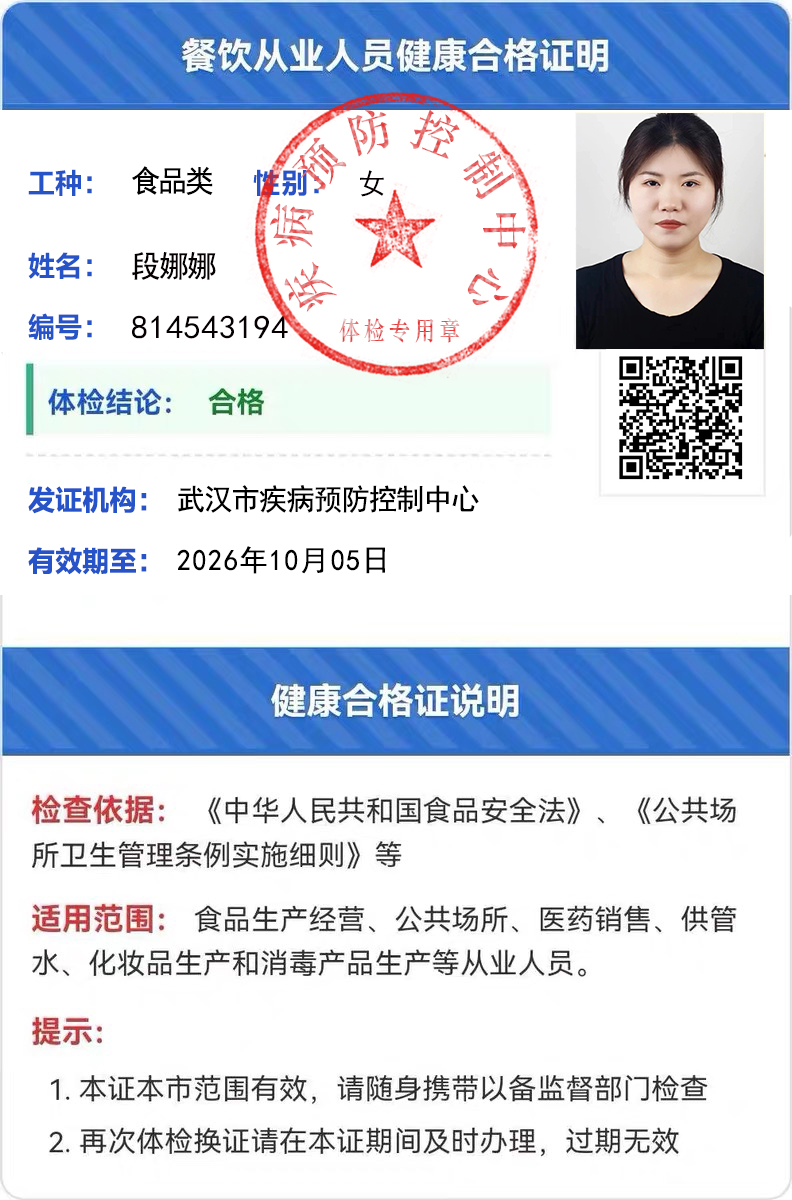 餐饮从业人员健康合格证明
工种： 食品类 性别： 女
姓名： 段娜娜
编号： 814543194
疾病预防控制中心
体检专用章
体检结论： 合格
发证机构： 武汉市疾病预防控制中心
有效期至： 2026年10月05日
健康合格证说明
检查依据： 《中华人民共和国食品安全法》、《公共场
所卫生管理条例实施细则》等
适用范围： 食品生产经营、公共场所、医药销售、供管
水、化妆品生产和消毒产品生产等从业人员。
提示：
1. 本证本市范围有效，请随身携带以备监督部门检查
2. 再次体检换证请在本证期间及时办理，过期无效